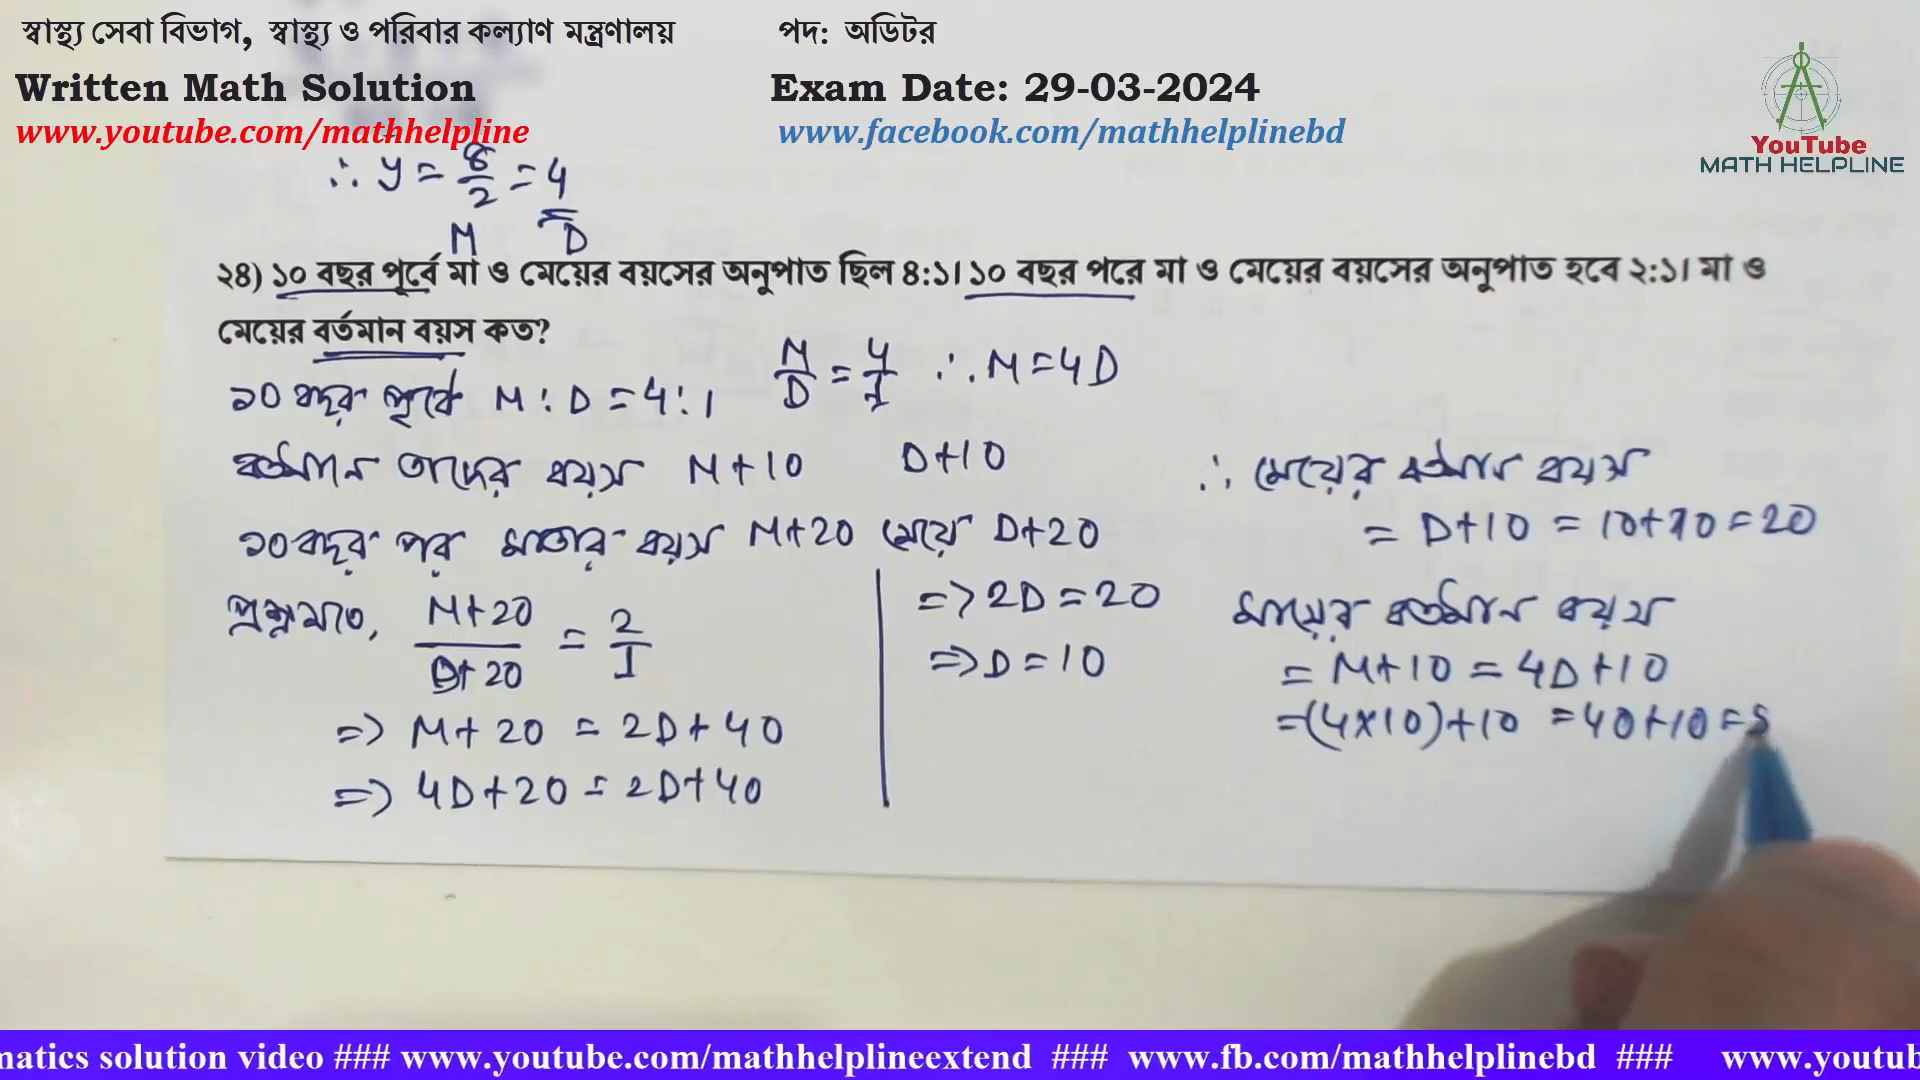 স্বাস্থ্য সেবা বিভাগ, স্বাস্থ্য ও পরিবার কল্যাণ মন্ত্রণালয় পদ: অডিটর
Written Math Solution Exam Date: 29-03-2024
www.youtube.com/mathhelpline www.facebook.com/mathhelplinebd
YouTube
MATH HELPLINE
∴ y = 8/2 = 4
M D
২৪) ১০ বছর পূর্বে মা ও মেয়ের বয়সের অনুপাত ছিল ৪:১। ১০ বছর পরে মা ও মেয়ের বয়সের অনুপাত হবে ২:১। মা ও
মেয়ের বর্তমান বয়স কত?
১০ বছর পূর্বে M : D = 4 : 1 M/D = 4/1 ∴ M = 4D
বর্তমানে তাদের বয়স M + 10 D + 10
১০ বছর পর মাতার বয়স M + 20 মেয়ে D + 20
প্রশ্নমতে, M + 20 / D + 20 = 2/1
=> M + 20 = 2D + 40
=> 4D + 20 = 2D + 40
=> 2D = 20
=> D = 10
∴ মেয়ের বর্তমান বয়স
= D + 10 = 10 + 10 = 20
মায়ের বর্তমান বয়স
= M + 10 = 4D + 10
= (4 × 10) + 10 = 40 + 10 = 5
matics solution video ### www.youtube.com/mathhelplineextend ### www.fb.com/mathhelplinebd ### www.youtub